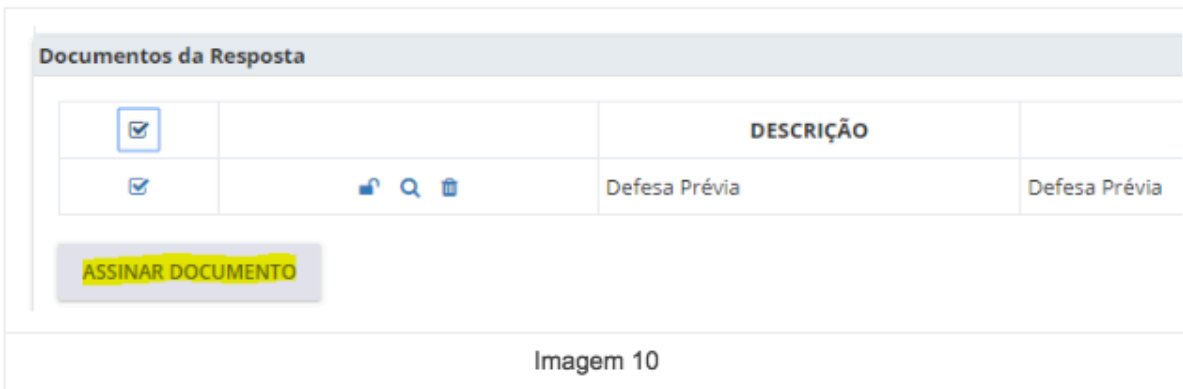 Documentos da Resposta
DESCRIÇÃO
Defesa Prévia Defesa Prévia
ASSINAR DOCUMENTO
Imagem 10